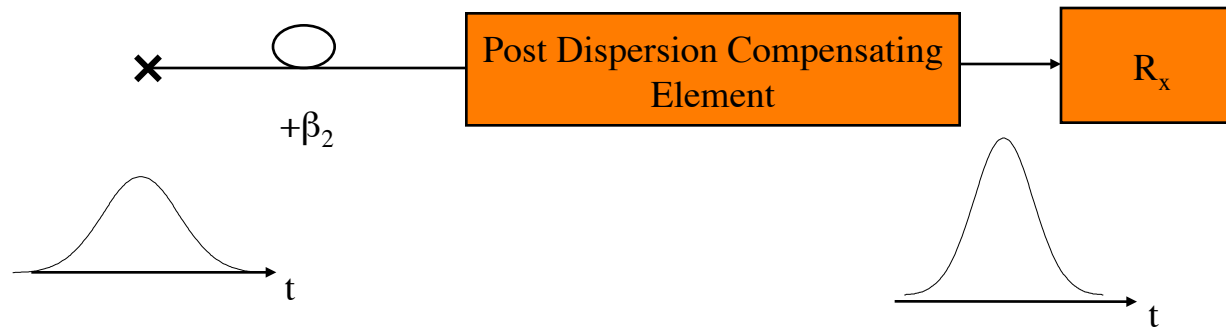 Post Dispersion Compensating
Element
Rₓ
+β₂
t
t